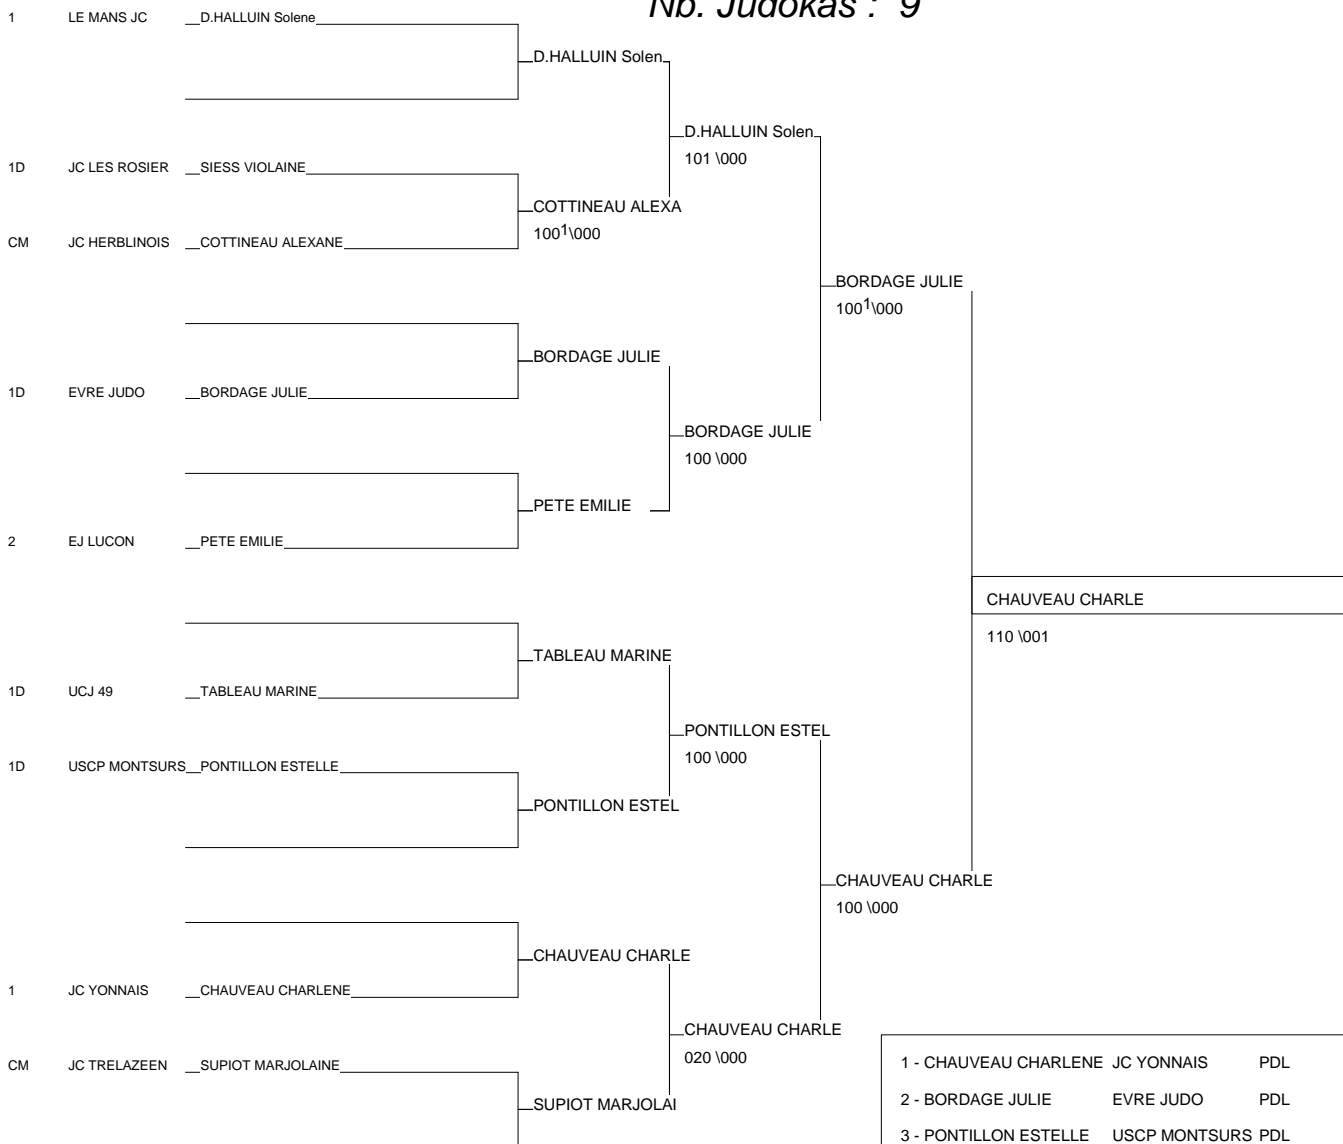 Nb. Judokas : 9
1 LE MANS JC D.HALLUIN Solene
D.HALLUIN Solen
D.HALLUIN Solen
101 \000
1D JC LES ROSIER SIESS VIOLAINE
COTTINEAU ALEXA
100¹\000
CM JC HERBLINOIS COTTINEAU ALEXANE
BORDAGE JULIE
100¹\000
BORDAGE JULIE
1D EVRE JUDO BORDAGE JULIE
BORDAGE JULIE
100 \000
PETE EMILIE
2 EJ LUCON PETE EMILIE
CHAUVEAU CHARLE
110 \001
TABLEAU MARINE
1D UCJ 49 TABLEAU MARINE
PONTILLON ESTEL
100 \000
1D USCP MONTSURS PONTILLON ESTELLE
PONTILLON ESTEL
CHAUVEAU CHARLE
100 \000
CHAUVEAU CHARLE
1 JC YONNAIS CHAUVEAU CHARLENE
CHAUVEAU CHARLE
020 \000
CM JC TRELAZEEN SUPIOT MARJOLAINE
SUPIOT MARJOLAI
1 - CHAUVEAU CHARLENE JC YONNAIS PDL
2 - BORDAGE JULIE EVRE JUDO PDL
3 - PONTILLON ESTELLE USCP MONTSURS PDL